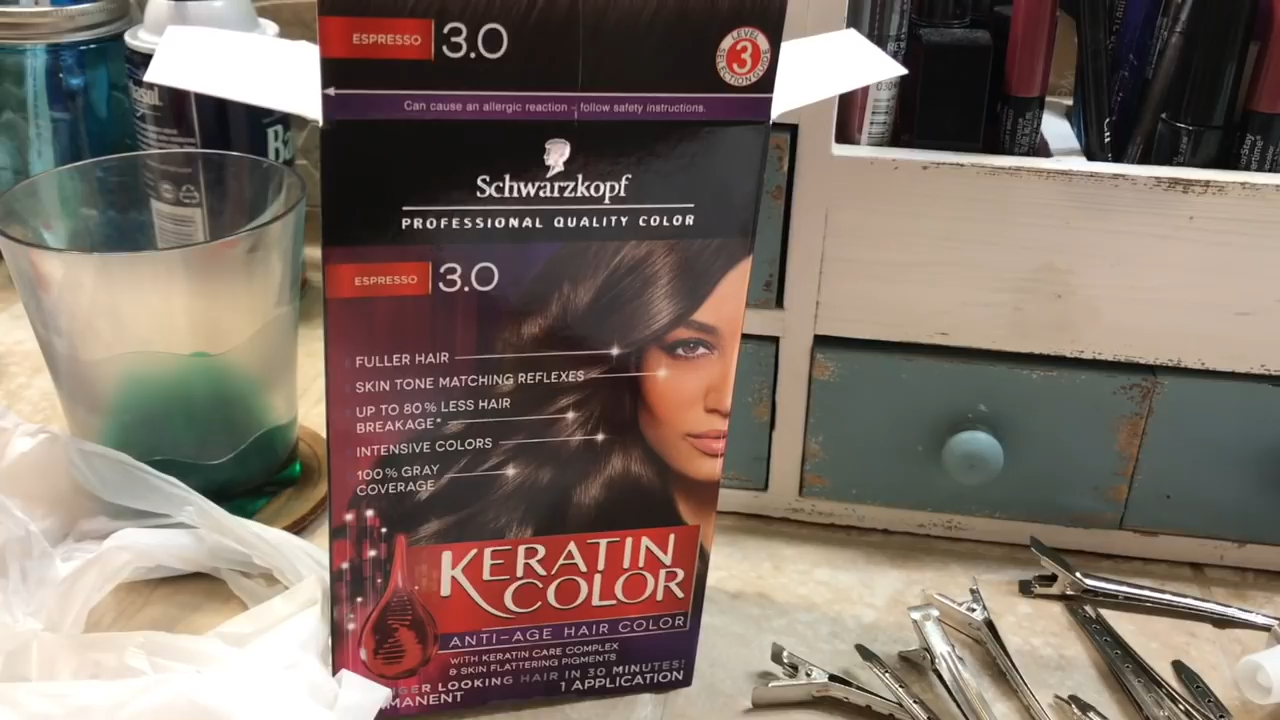 ESPRESSO 3.0
LEVEL
3
SELECTION GUIDE
Can cause an allergic reaction - follow safety instructions.
Schwarzkopf
PROFESSIONAL QUALITY COLOR
ESPRESSO 3.0
FULLER HAIR
SKIN TONE MATCHING REFLEXES
UP TO 80% LESS HAIR
BREAKAGE*
INTENSIVE COLORS
100% GRAY
COVERAGE
KERATIN
COLOR
ANTI-AGE HAIR COLOR
WITH KERATIN CARE COMPLEX
& SKIN FLATTERING PIGMENTS
GER LOOKING HAIR IN 30 MINUTES!
MANENT 1 APPLICATION
Ba